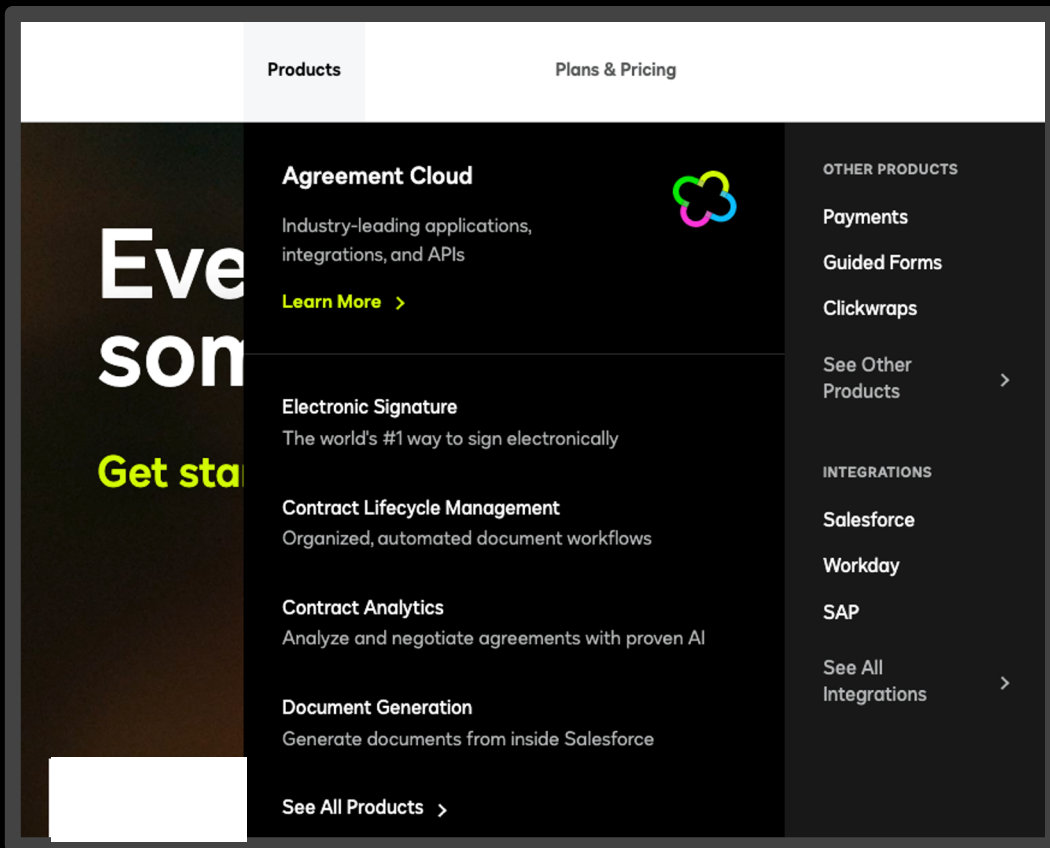 Products
Plans & Pricing
Eve
som
Get star
Agreement Cloud
Industry-leading applications,
integrations, and APIs
Learn More
Electronic Signature
The world's #1 way to sign electronically
Contract Lifecycle Management
Organized, automated document workflows
Contract Analytics
Analyze and negotiate agreements with proven AI
Document Generation
Generate documents from inside Salesforce
See All Products
OTHER PRODUCTS
Payments
Guided Forms
Clickwraps
See Other
Products
INTEGRATIONS
Salesforce
Workday
SAP
See All
Integrations